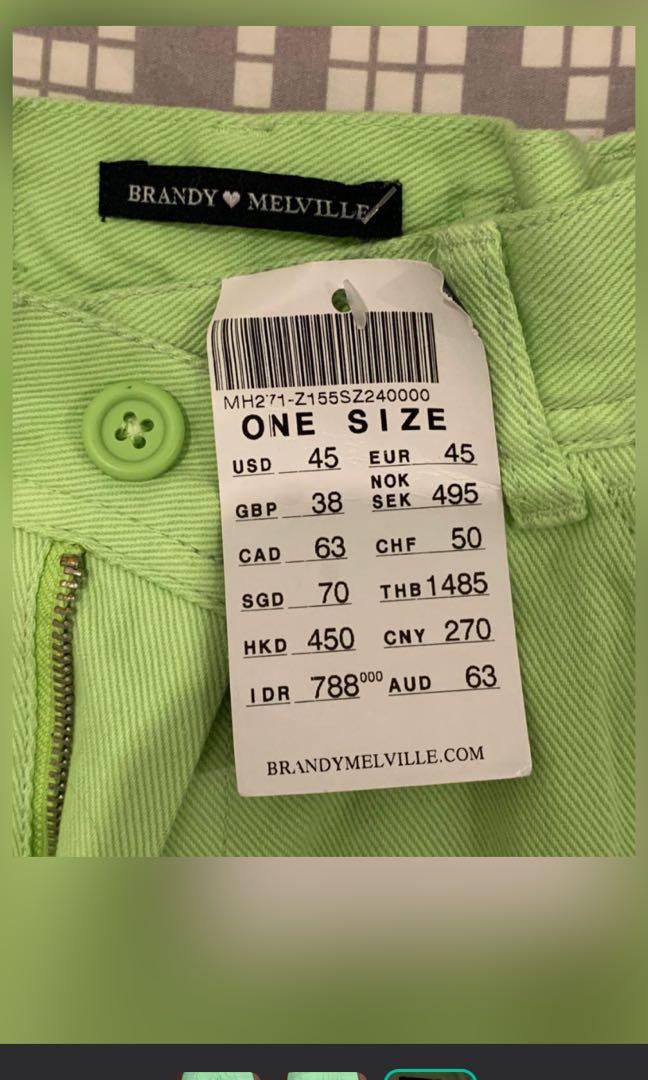 BRANDY MELVILLE
MH271-Z155SZ240000
ONE SIZE
USD 45 EUR 45
GBP 38 NOK SEK 495
CAD 63 CHF 50
SGD 70 THB 1485
HKD 450 CNY 270
IDR 788000 AUD 63
BRANDYMELVILLE.COM